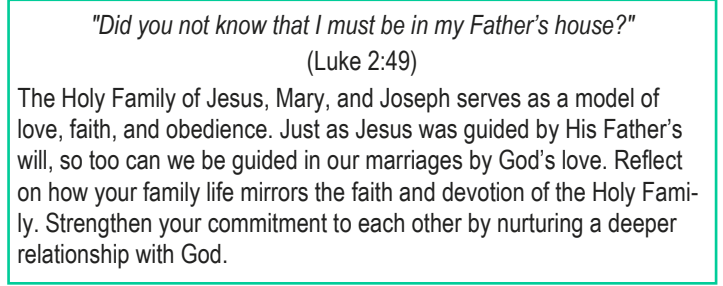 "Did you not know that I must be in my Father’s house?"
(Luke 2:49)
The Holy Family of Jesus, Mary, and Joseph serves as a model of
love, faith, and obedience. Just as Jesus was guided by His Father’s
will, so too can we be guided in our marriages by God’s love. Reflect
on how your family life mirrors the faith and devotion of the Holy Fami-
ly. Strengthen your commitment to each other by nurturing a deeper
relationship with God.